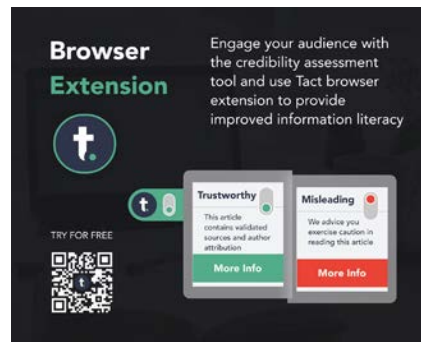 Browser
Extension
Engage your audience with
the credibility assessment
tool and use Tact browser
extension to provide
improved information literacy
t.
t
Trustworthy
This article
contains validated
sources and author
attribution
More Info
Misleading
We advice you
exercise caution in
reading this article
More Info
TRY FOR FREE
t